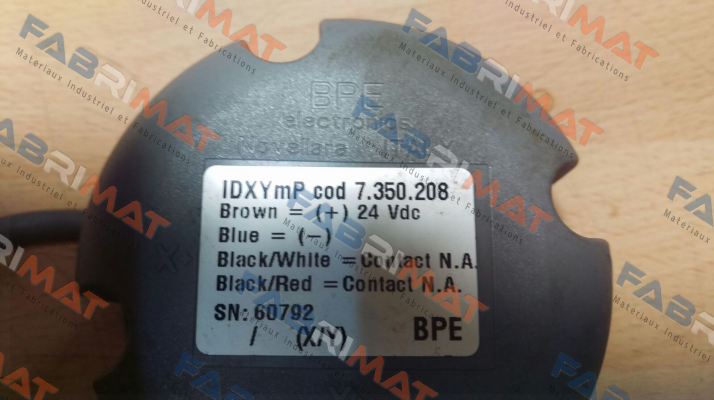 BPE
electronics
Novellara
IDXYmP cod 7.350.208
Brown = (+) 24 Vdc
Blue = (-)
Black/White = Contact N.A.
Black/Red = Contact N.A.
SN: 60792
/ (X/Y) BPE
FABRIMAT
Materiaux Industriel et Fabrications